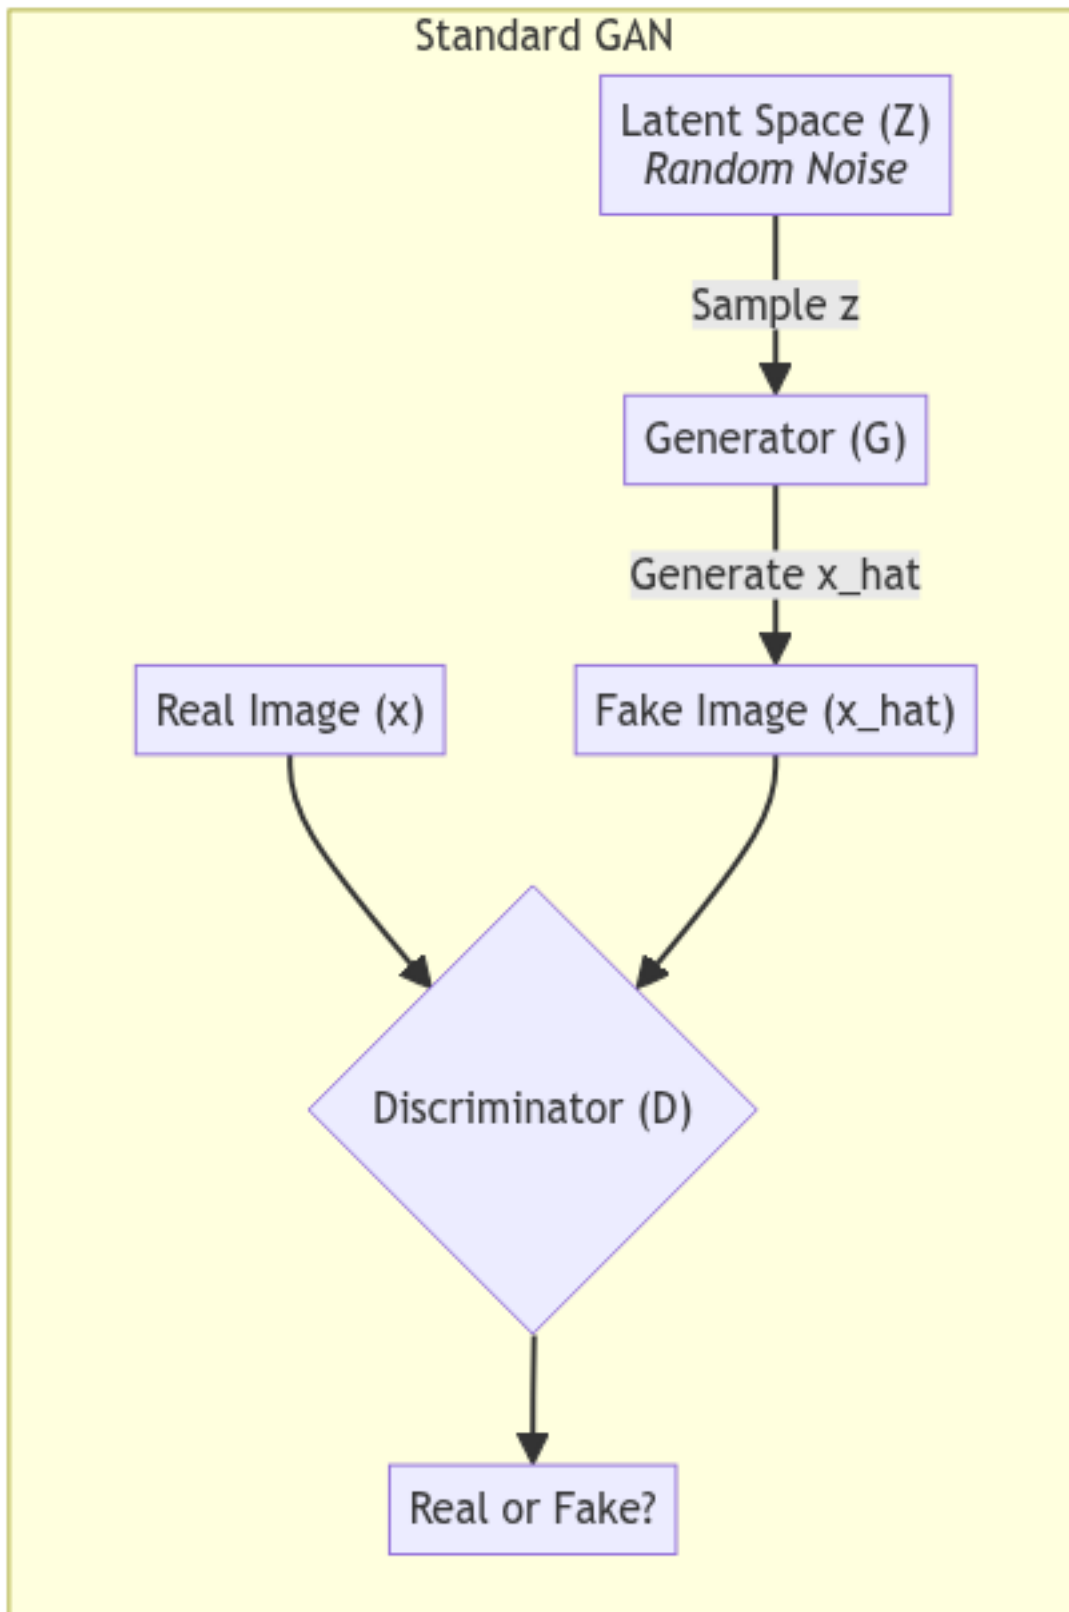 Standard GAN
Latent Space (Z)
Random Noise
Sample z
Generator (G)
Generate x_hat
Real Image (x)
Fake Image (x_hat)
Discriminator (D)
Real or Fake?